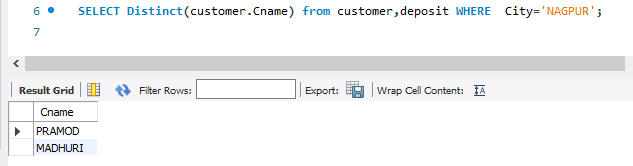 6 SELECT Distinct(customer.Cname) from customer,deposit WHERE City='NAGPUR';
7
Result Grid Filter Rows: Export: Wrap Cell Content: IA
Cname
PRAMOD
MADHURI